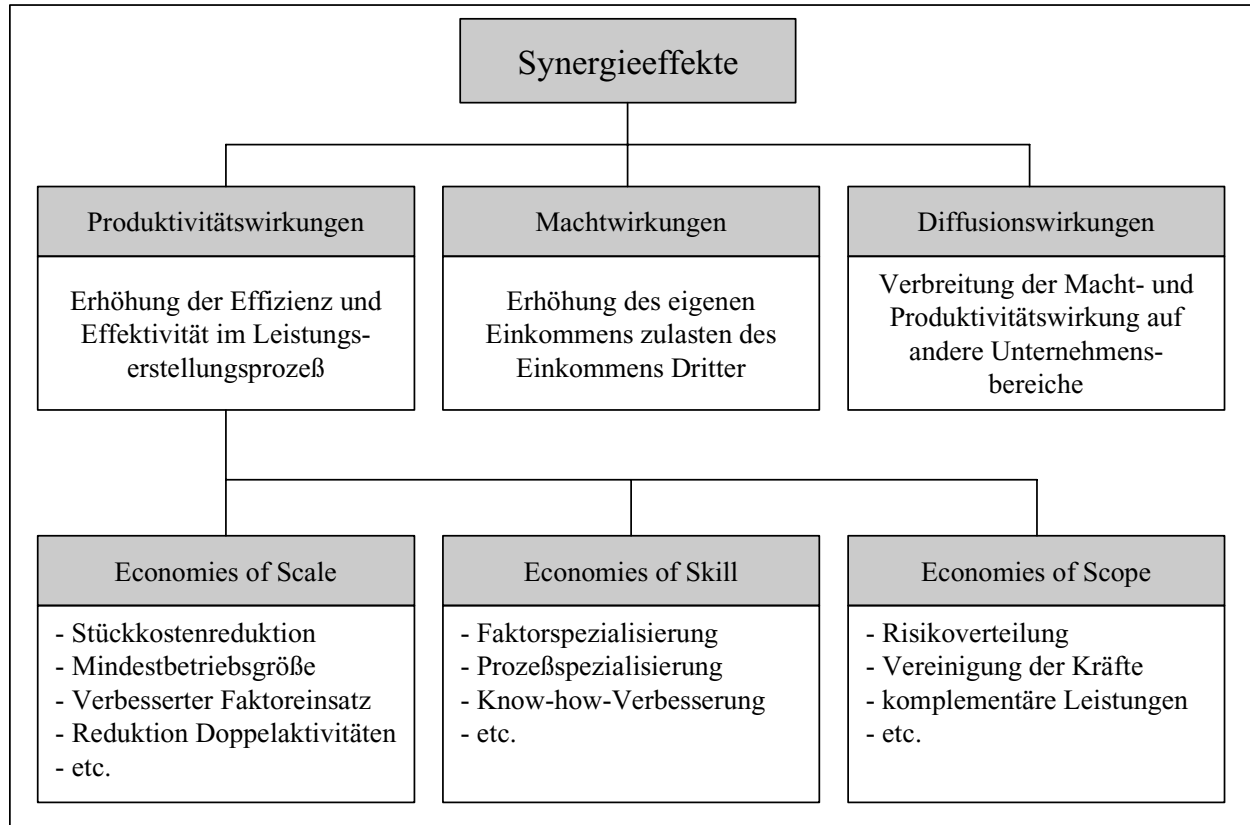 Synergieeffekte
Produktivitätswirkungen
Erhöhung der Effizienz und
Effektivität im Leistungs-
erstellungsprozeß
Machtwirkungen
Erhöhung des eigenen
Einkommens zulasten des
Einkommens Dritter
Diffusionswirkungen
Verbreitung der Macht- und
Produktivitätswirkung auf
andere Unternehmens-
bereiche
Economies of Scale
- Stückkostenreduktion
- Mindestbetriebsgröße
- Verbesserter Faktoreinsatz
- Reduktion Doppelaktivitäten
- etc.
Economies of Skill
- Faktorspezialisierung
- Prozeßspezialisierung
- Know-how-Verbesserung
- etc.
Economies of Scope
- Risikoverteilung
- Vereinigung der Kräfte
- komplementäre Leistungen
- etc.